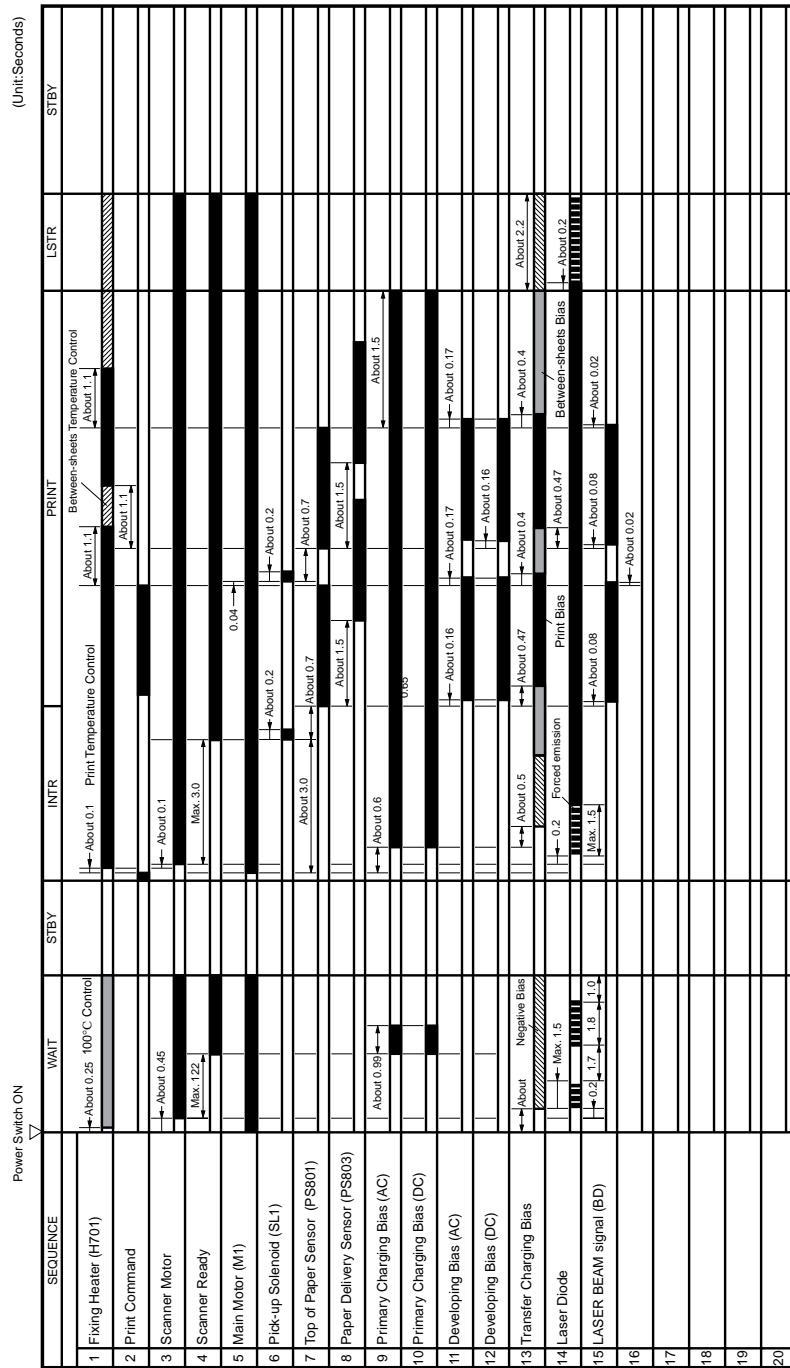 (Unit:Seconds)
Power Switch ON
SEQUENCE WAIT STBY INTR PRINT LSTR STBY
1 Fixing Heater (H701) About 0.25 100°C Control About 0.1 Print Temperature Control About 1.1 Between-sheets Temperature Control About 1.1
2 Print Command About 1.1
3 Scanner Motor About 0.45 About 0.1
4 Scanner Ready Max. 122 Max. 3.0
5 Main Motor (M1) 0.04
6 Pick-up Solenoid (SL1) About 0.2 About 0.2
7 Top of Paper Sensor (PS801) About 3.0 About 0.7 About 0.7
8 Paper Delivery Sensor (PS803) About 1.5 About 1.5
9 Primary Charging Bias (AC) About 0.99 About 0.6 About 1.5
10 Primary Charging Bias (DC) 0.65
11 Developing Bias (AC) About 0.16 About 0.17 About 0.17
12 Developing Bias (DC) About 0.16
13 Transfer Charging Bias About Negative Bias About 0.5 About 0.47 Print Bias About 0.4 About 0.4 Between-sheets Bias About 2.2
14 Laser Diode Max. 1.5 0.2 Forced emission About 0.47 About 0.2
15 LASER BEAM signal (BD) 0.2 1.7 1.8 1.0 Max. 1.5 About 0.08 About 0.08 About 0.02
16 About 0.02
17
18
19
20